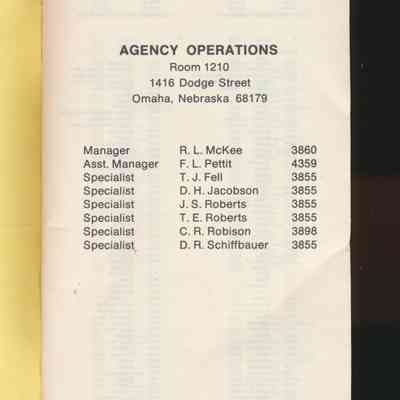 AGENCY OPERATIONS
Room 1210
1416 Dodge Street
Omaha, Nebraska 68179
Manager R. L. McKee 3860
Asst. Manager F. L. Pettit 4359
Specialist T. J. Fell 3855
Specialist D. H. Jacobson 3855
Specialist J. S. Roberts 3855
Specialist T. E. Roberts 3855
Specialist C. R. Robison 3898
Specialist D. R. Schiffbauer 3855